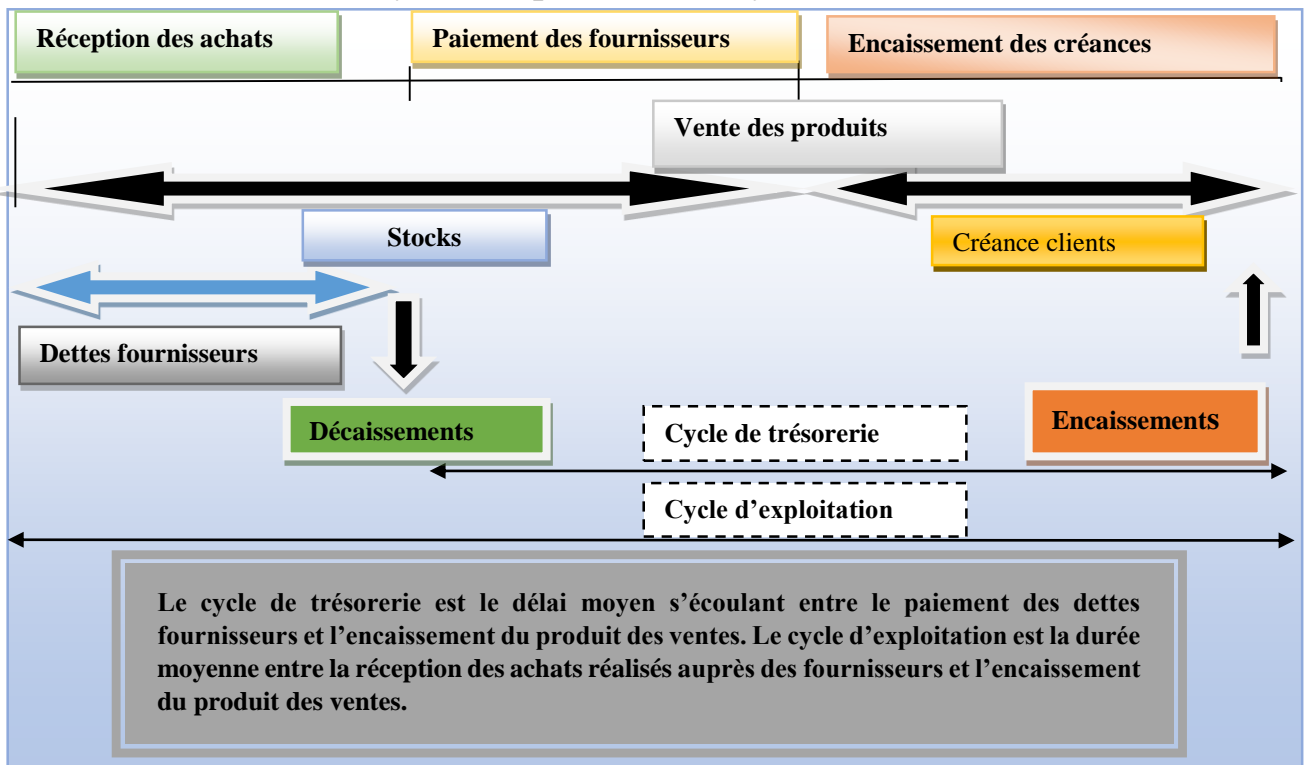 Réception des achats
Paiement des fournisseurs
Encaissement des créances
Vente des produits
Stocks
Créance clients
Dettes fournisseurs
Décaissements
Cycle de trésorerie
Encaissements
Cycle d’exploitation
Le cycle de trésorerie est le délai moyen s’écoulant entre le paiement des dettes
fournisseurs et l’encaissement du produit des ventes. Le cycle d’exploitation est la durée
moyenne entre la réception des achats réalisés auprès des fournisseurs et l’encaissement
du produit des ventes.